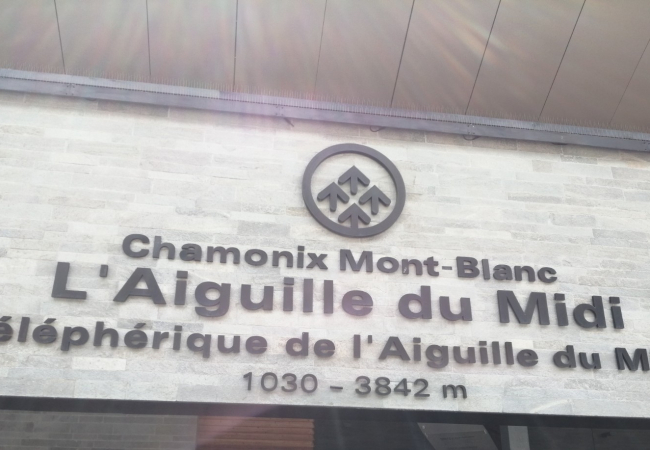 Chamonix Mont-Blanc
L'Aiguille du Midi
éléphérique de l'Aiguille du M
1030 - 3842 m